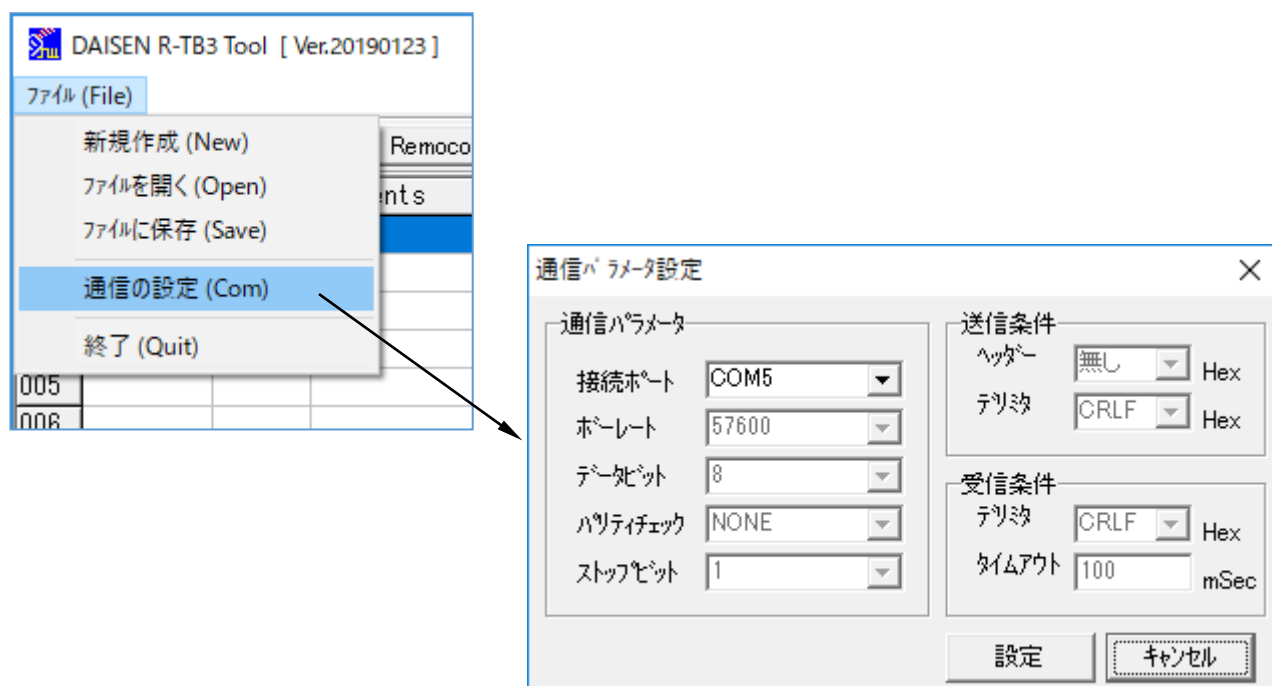 DAISEN R-TB3 Tool [ Ver.20190123 ]
ﾌｧｲﾙ (File)
新規作成 (New)
ﾌｧｲﾙを開く (Open)
ﾌｧｲﾙに保存 (Save)
通信の設定 (Com)
終了 (Quit)
Remoco
nts
005
006
通信ﾊﾟﾗﾒｰﾀ設定
通信ﾊﾟﾗﾒｰﾀ
接続ﾎﾟｰﾄ COM5
ﾎﾞｰﾚｰﾄ 57600
ﾃﾞｰﾀﾋﾞｯﾄ 8
ﾊﾟﾘﾃｨﾁｪｯｸ NONE
ｽﾄｯﾌﾟﾋﾞｯﾄ 1
送信条件
ﾍｯﾀﾞｰ 無し Hex
ﾃﾞﾘﾐﾀ CRLF Hex
受信条件
ﾃﾞﾘﾐﾀ CRLF Hex
ﾀｲﾑｱｳﾄ 100 mSec
設定 ｷｬﾝｾﾙ